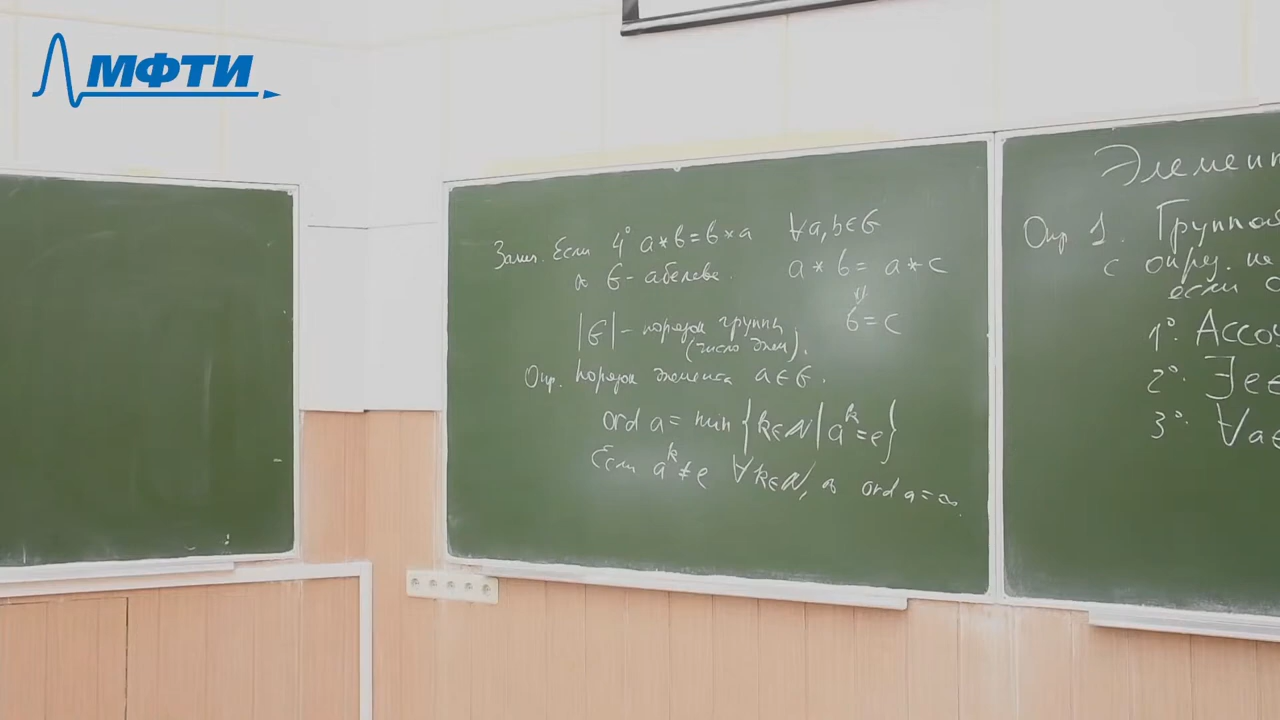 МФТИ
Замеч. Если 4° a * b = b * a ∀a, b ∈ G
то G - абелева. a * b = a * c
⇓
|G| - порядок группы b = c
(число элем).
Опр. Порядок элемента a ∈ G.
ord a = min {k ∈ N | a^k = e}
Если a^k ≠ e ∀k ∈ N, то ord a = ∞.
Элемент
Опр 1. Группой
с опред. на
если
1°. Ассоц
2°. ∃e ∈
3°. ∀a ∈